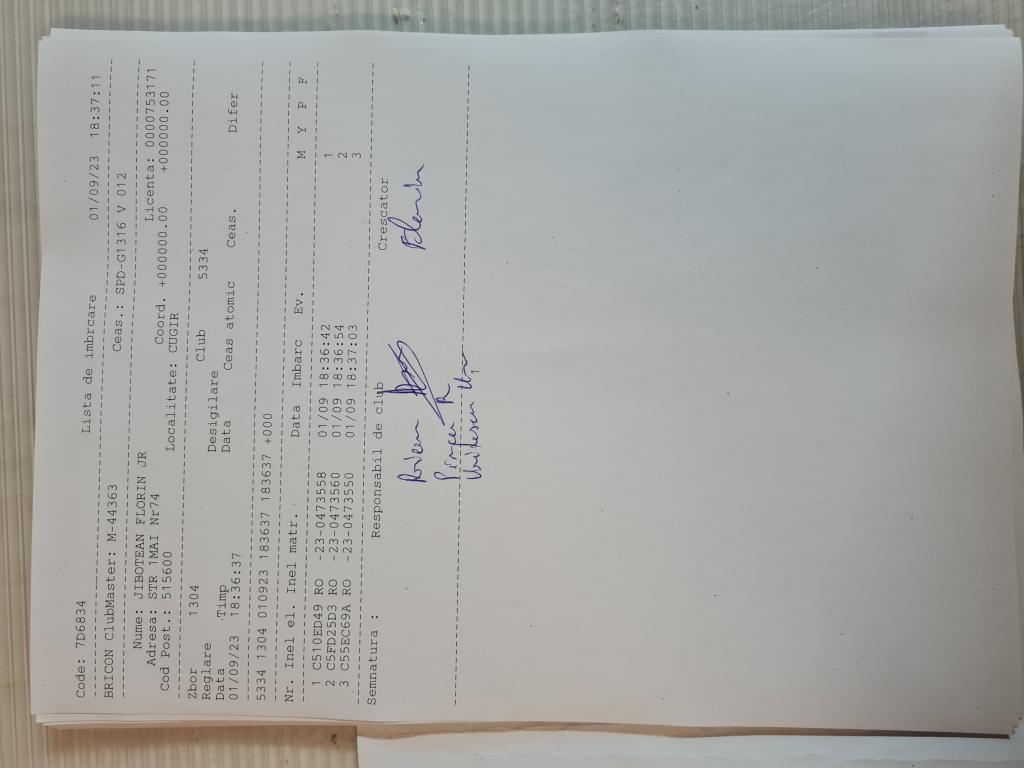 Code: 7D6834 Lista de imbrcare 01/09/23 18:37:11
--------------------------------------------------------------------------------
BRICON ClubMaster: M-44363 Ceas.: SPD-G1316 V 012
--------------------------------------------------------------------------------
Nume: JIBOTEAN FLORIN JR Licenta: 0000753171
Adresa: STR 1MAI Nr74 Coord. +000000.00 +000000.00
Cod Post.: 515600 Localitate: CUGIR
--------------------------------------------------------------------------------
Zbor 1304 Club 5334
Reglare Desigilare
Data Timp Data Ceas atomic Ceas. Difer
01/09/23 18:36:37
--------------------------------------------------------------------------------
5334 1304 010923 183637 183637 +000
--------------------------------------------------------------------------------
Nr. Inel el. Inel matr. Data Imbarc Ev. M Y P F
--------------------------------------------------------------------------------
1 C510ED49 RO -23-0473558 01/09 18:36:42 1
2 C5FD25D3 RO -23-0473560 01/09 18:36:54 2
3 C55EC69A RO -23-0473550 01/09 18:37:03 3
--------------------------------------------------------------------------------
Semnatura : Responsabil de club Crescator
--------------------------------------------------------------------------------